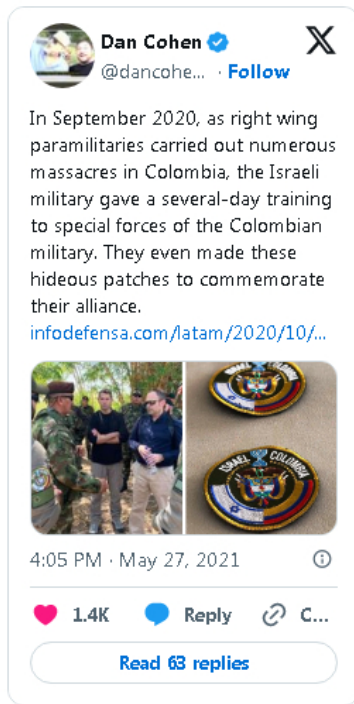 Dan Cohen
@dancohe... · Follow
In September 2020, as right wing
paramilitaries carried out numerous
massacres in Colombia, the Israeli
military gave a several-day training
to special forces of the Colombian
military. They even made these
hideous patches to commemorate
their alliance.
infodefensa.com/latam/2020/10/...
ISRAEL COLOMBIA
4:05 PM · May 27, 2021
1.4K Reply C...
Read 63 replies